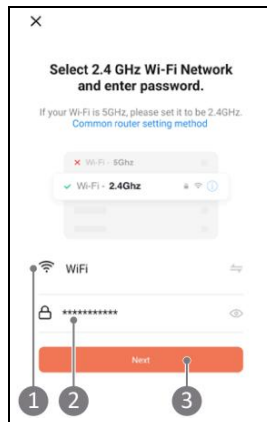 Select 2.4 GHz Wi-Fi Network
and enter password.
If your Wi-Fi is 5GHz, please set it to be 2.4GHz.
Common router setting method
Wi-Fi - 5Ghz
Wi-Fi - 2.4Ghz
WiFi
***********
Next
1 2 3